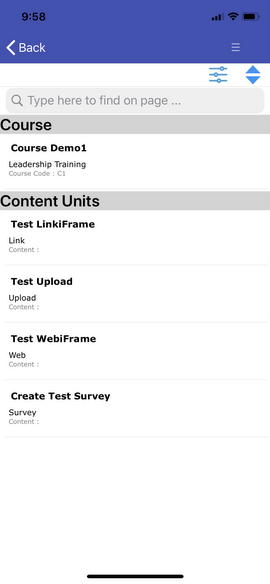 9:58
Back
Type here to find on page ...
Course
Course Demo1
Leadership Training
Course Code : C1
Content Units
Test LinkiFrame
Link
Content :
Test Upload
Upload
Content :
Test WebiFrame
Web
Content :
Create Test Survey
Survey
Content :